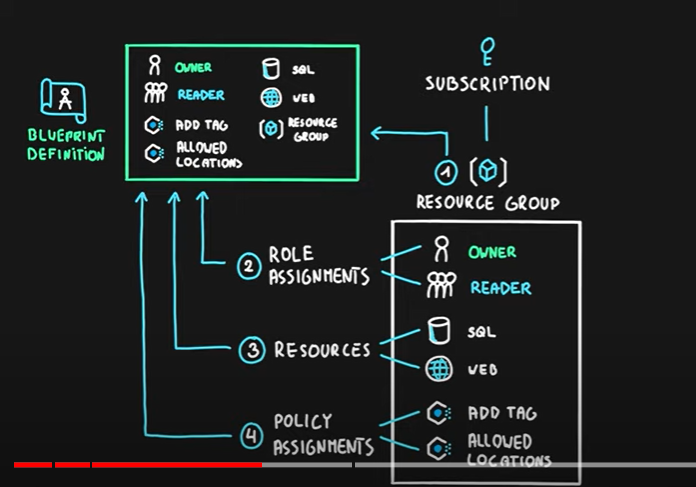 BLUEPRINT
DEFINITION
OWNER
READER
ADD TAG
ALLOWED
LOCATIONS
SQL
WEB
RESOURCE
GROUP
SUBSCRIPTION
1
RESOURCE GROUP
2 ROLE
ASSIGNMENTS
OWNER
READER
3 RESOURCES
SQL
WEB
4 POLICY
ASSIGNMENTS
ADD TAG
ALLOWED
LOCATIONS